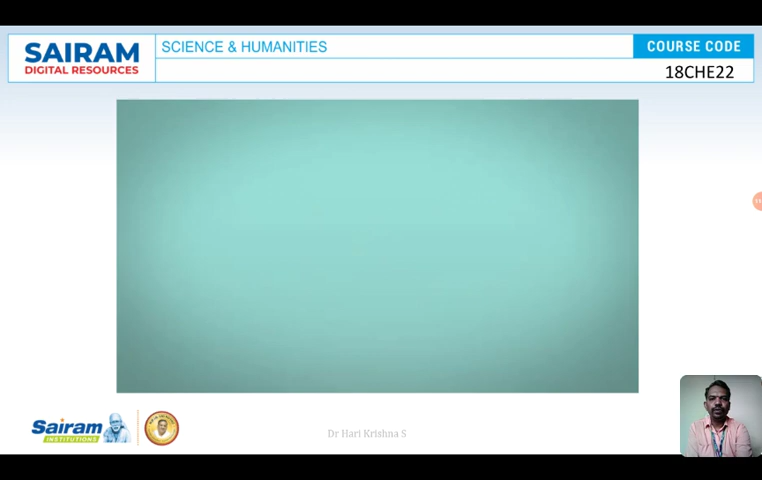 SAIRAM
DIGITAL RESOURCES
SCIENCE & HUMANITIES
COURSE CODE
18CHE22
Sairam
INSTITUTIONS
Dr Hari Krishna S